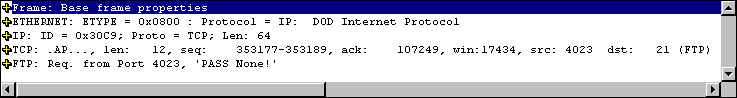 Frame: Base frame properties
ETHERNET: ETYPE = 0x0800 : Protocol = IP:  DOD Internet Protocol
IP: ID = 0x30C9; Proto = TCP; Len: 64
TCP: .AP..., len:   12, seq:    353177-353189, ack:    107249, win:17434, src: 4023  dst:   21 (FTP)
FTP: Req. from Port 4023, 'PASS None!'